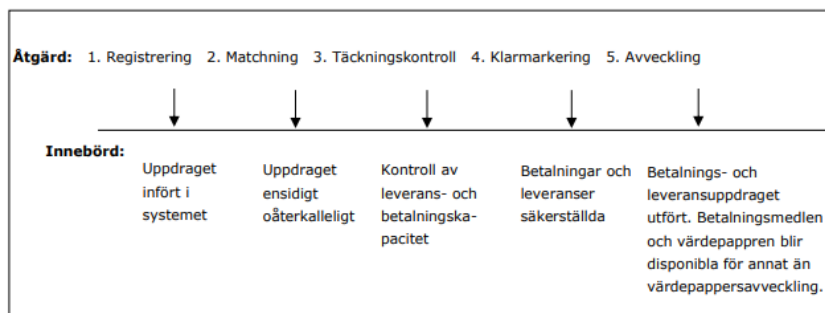 Åtgärd: 1. Registrering 2. Matchning 3. Täckningskontroll 4. Klarmarkering 5. Avveckling
Innebörd:
Uppdraget
infört i
systemet
Uppdraget
ensidigt
oåterkalleligt
Kontroll av
leverans- och
betalningska-
pacitet
Betalningar och
leveranser
säkerställda
Betalnings- och
leveransuppdraget
utfört. Betalningsmedlen
och värdepappren blir
disponibla för annat än
värdepappersavveckling.